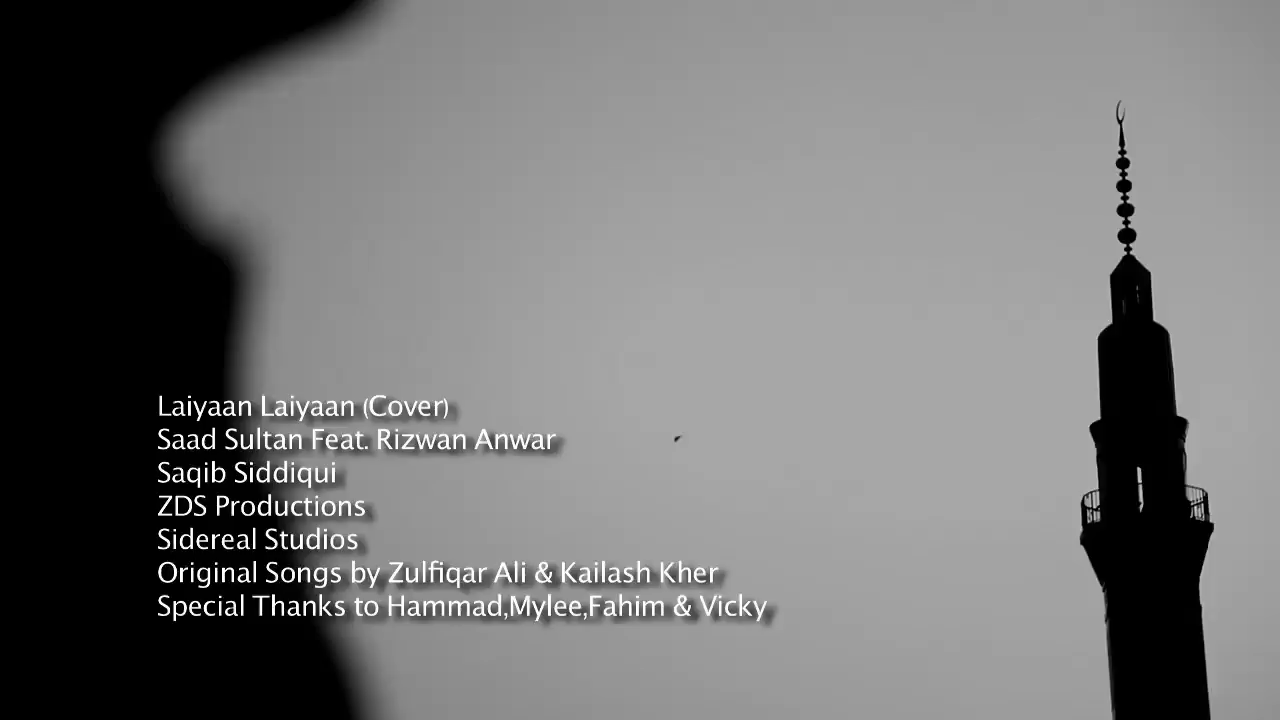 Laiyaan Laiyaan (Cover)
Saad Sultan Feat. Rizwan Anwar
Saqib Siddiqui
ZDS Productions
Sidereal Studios
Original Songs by Zulfiqar Ali & Kailash Kher
Special Thanks to Hammad,Mylee,Fahim & Vicky